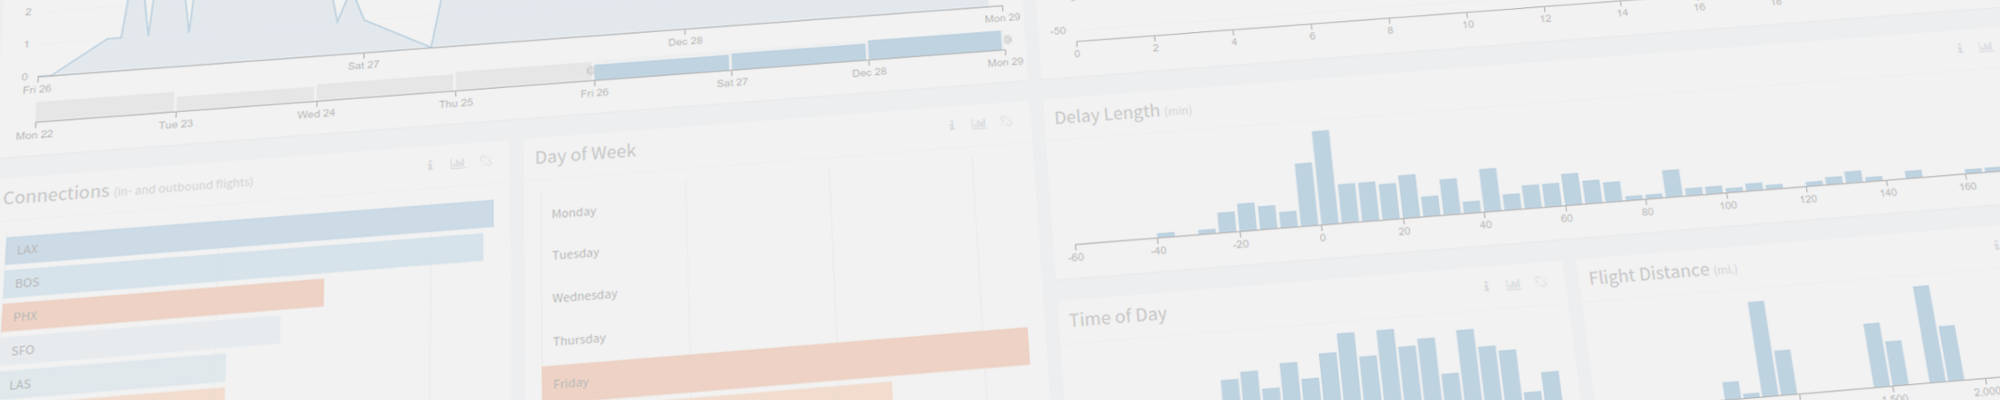 2
1
0
Fri 26
Sat 27
Dec 28
Mon 29
Mon 22
Tue 23
Wed 24
Thu 25
Fri 26
Sat 27
Dec 28
Mon 29
-50
0
2
4
6
8
10
12
14
16
18
Connections (in- and outbound flights)
LAX
BOS
PHX
SFO
LAS
Day of Week
Monday
Tuesday
Wednesday
Thursday
Friday
Delay Length (min)
-60
-40
-20
0
20
40
60
80
100
120
140
160
Time of Day
Flight Distance (mi.)
1,500
2,000